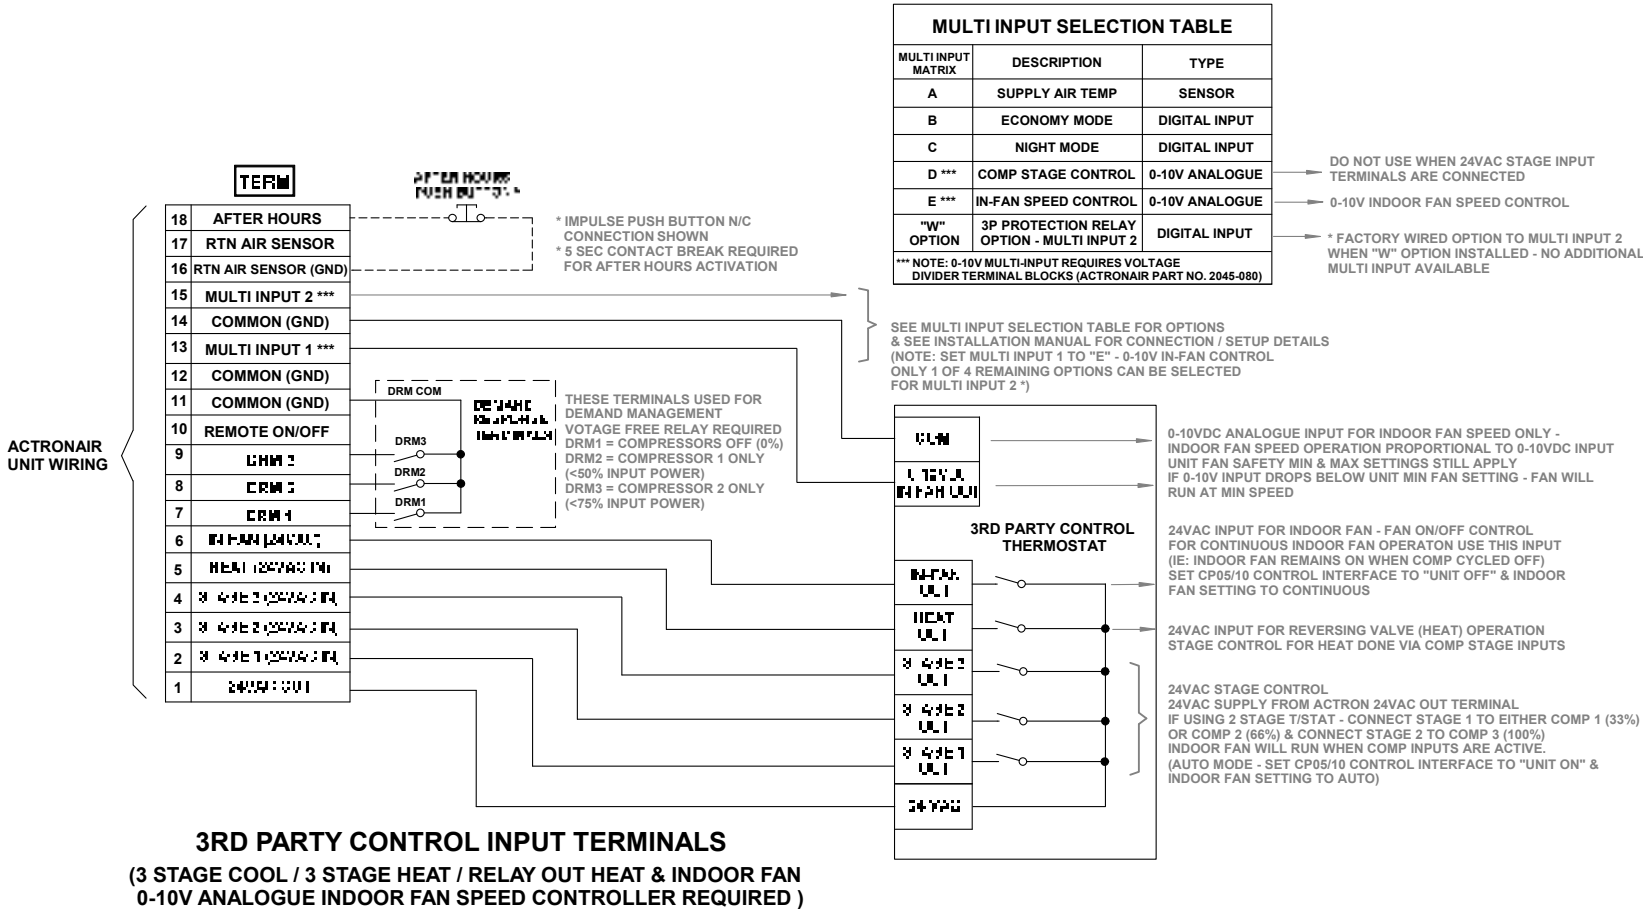 MULTI INPUT SELECTION TABLE
MULTI INPUT MATRIX DESCRIPTION TYPE
A SUPPLY AIR TEMP SENSOR
B ECONOMY MODE DIGITAL INPUT
C NIGHT MODE DIGITAL INPUT
D *** COMP STAGE CONTROL 0-10V ANALOGUE
E *** IN-FAN SPEED CONTROL 0-10V ANALOGUE
"W" OPTION 3P PROTECTION RELAY OPTION - MULTI INPUT 2 DIGITAL INPUT
*** NOTE: 0-10V MULTI-INPUT REQUIRES VOLTAGE
DIVIDER TERMINAL BLOCKS (ACTRONAIR PART NO. 2045-080)
DO NOT USE WHEN 24VAC STAGE INPUT
TERMINALS ARE CONNECTED
0-10V INDOOR FAN SPEED CONTROL
* FACTORY WIRED OPTION TO MULTI INPUT 2
WHEN "W" OPTION INSTALLED - NO ADDITIONAL
MULTI INPUT AVAILABLE
TERM
AFTER HOURS
PUSH BUTTON *
18 AFTER HOURS
17 RTN AIR SENSOR
16 RTN AIR SENSOR (GND)
15 MULTI INPUT 2 ***
14 COMMON (GND)
13 MULTI INPUT 1 ***
12 COMMON (GND)
11 COMMON (GND)
10 REMOTE ON/OFF
9
8
7 DRM 1
6
5 HEAT (24VAC IN)
4
3
2
1
ACTRONAIR
UNIT WIRING
* IMPULSE PUSH BUTTON N/C
CONNECTION SHOWN
* 5 SEC CONTACT BREAK REQUIRED
FOR AFTER HOURS ACTIVATION
SEE MULTI INPUT SELECTION TABLE FOR OPTIONS
& SEE INSTALLATION MANUAL FOR CONNECTION / SETUP DETAILS
(NOTE: SET MULTI INPUT 1 TO "E" - 0-10V IN-FAN CONTROL
ONLY 1 OF 4 REMAINING OPTIONS CAN BE SELECTED
FOR MULTI INPUT 2 *)
DRM COM
DRM3
DRM2
DRM1
THESE TERMINALS USED FOR
DEMAND MANAGEMENT
VOTAGE FREE RELAY REQUIRED
DRM1 = COMPRESSORS OFF (0%)
DRM2 = COMPRESSOR 1 ONLY
(<50% INPUT POWER)
DRM3 = COMPRESSOR 2 ONLY
(<75% INPUT POWER)
COM
3RD PARTY CONTROL
THERMOSTAT
IN-FAN
OUT
HEAT
OUT
24 VAC
0-10VDC ANALOGUE INPUT FOR INDOOR FAN SPEED ONLY -
INDOOR FAN SPEED OPERATION PROPORTIONAL TO 0-10VDC INPUT
UNIT FAN SAFETY MIN & MAX SETTINGS STILL APPLY
IF 0-10V INPUT DROPS BELOW UNIT MIN FAN SETTING - FAN WILL
RUN AT MIN SPEED
24VAC INPUT FOR INDOOR FAN - FAN ON/OFF CONTROL
FOR CONTINUOUS INDOOR FAN OPERATON USE THIS INPUT
(IE: INDOOR FAN REMAINS ON WHEN COMP CYCLED OFF)
SET CP05/10 CONTROL INTERFACE TO "UNIT OFF" & INDOOR
FAN SETTING TO CONTINUOUS
24VAC INPUT FOR REVERSING VALVE (HEAT) OPERATION
STAGE CONTROL FOR HEAT DONE VIA COMP STAGE INPUTS
24VAC STAGE CONTROL
24VAC SUPPLY FROM ACTRON 24VAC OUT TERMINAL
IF USING 2 STAGE T/STAT - CONNECT STAGE 1 TO EITHER COMP 1 (33%)
OR COMP 2 (66%) & CONNECT STAGE 2 TO COMP 3 (100%)
INDOOR FAN WILL RUN WHEN COMP INPUTS ARE ACTIVE.
(AUTO MODE - SET CP05/10 CONTROL INTERFACE TO "UNIT ON" &
INDOOR FAN SETTING TO AUTO)
3RD PARTY CONTROL INPUT TERMINALS
(3 STAGE COOL / 3 STAGE HEAT / RELAY OUT HEAT & INDOOR FAN
0-10V ANALOGUE INDOOR FAN SPEED CONTROLLER REQUIRED )